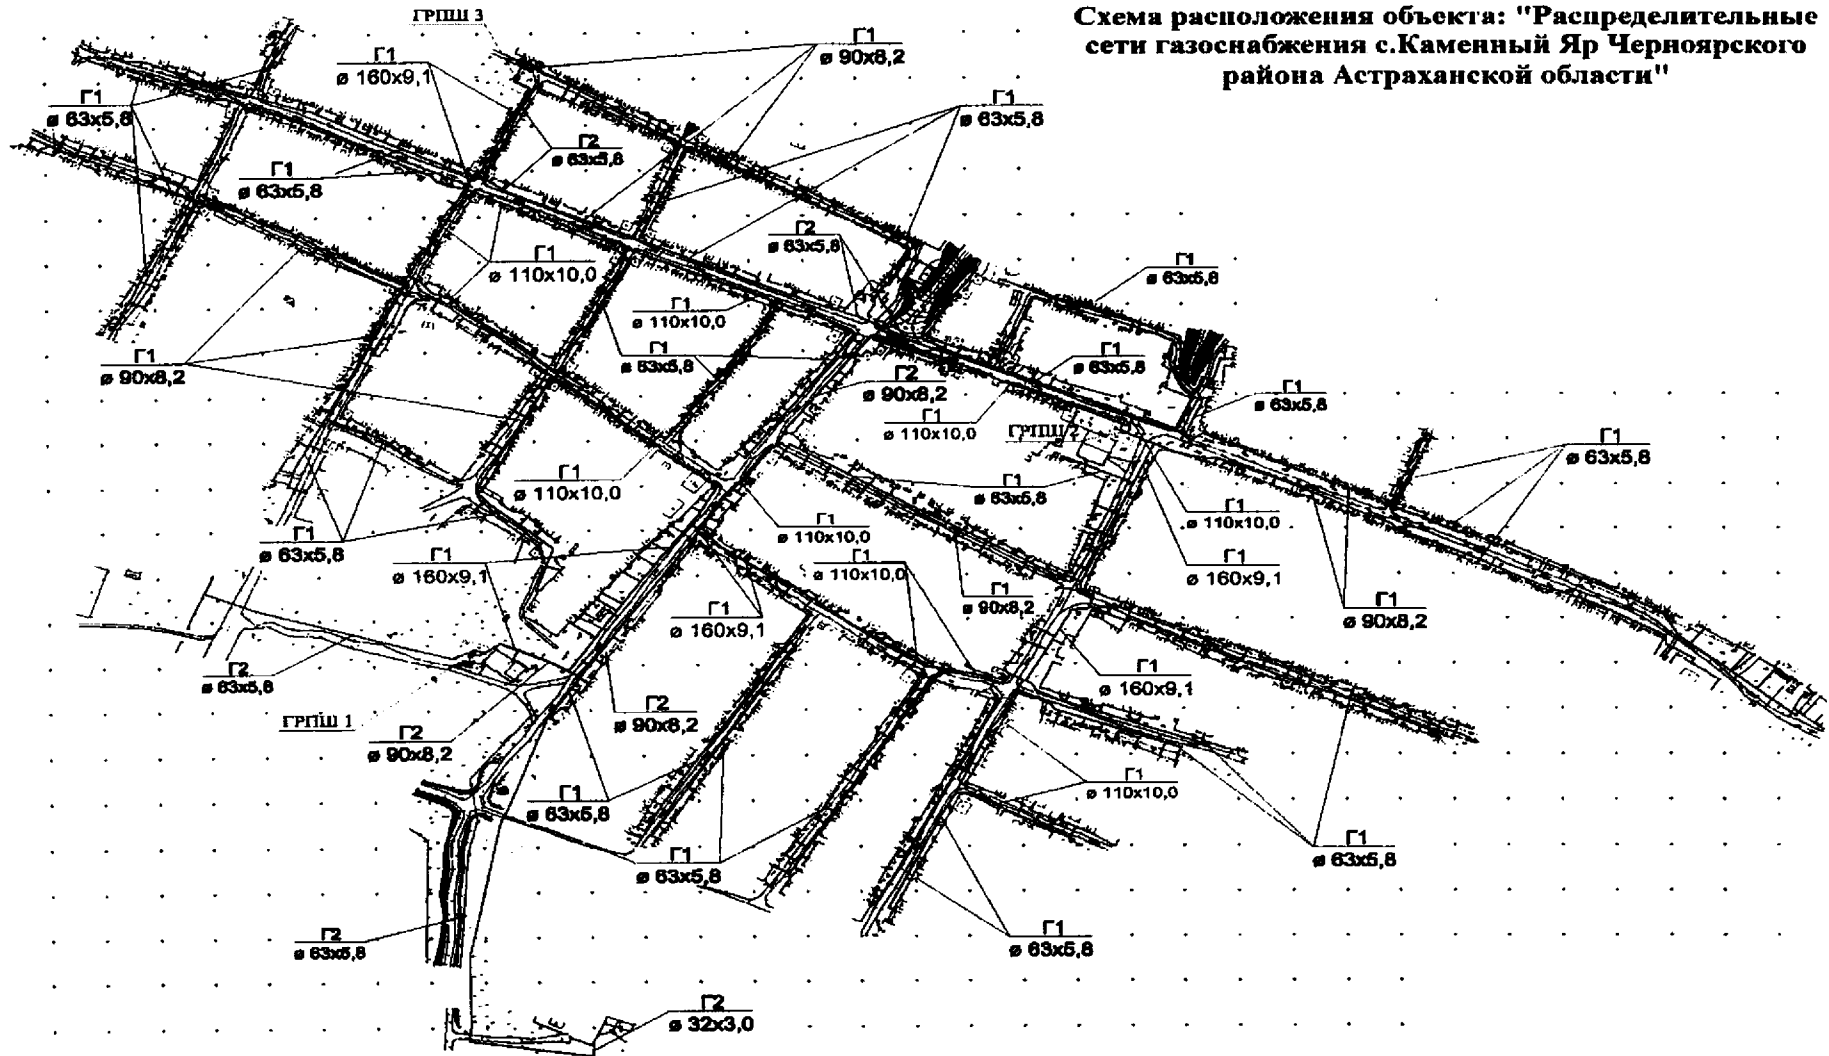 Схема расположения объекта: "Распределительные
сети газоснабжения с.Каменный Яр Черноярского
района Астраханской области"
ГРПШ 3
Г1
ø 160х9,1
Г1
ø 90х8,2
Г1
ø 63х5,8
Г1
ø 63х5,8
Г2
ø 63х5,8
Г1
ø 63х5,8
Г2
ø 63х5,8
Г1
ø 110х10,0
Г1
ø 63х5,8
Г1
ø 110х10,0
Г1
ø 90х8,2
Г1
ø 63х5,8
Г1
ø 63х5,8
Г2
ø 90х8,2
Г1
ø 63х5,8
Г1
ø 110х10,0
ГРПШ 2
Г1
ø 63х5,8
Г1
ø 110х10,0
Г1
ø 63х5,8
Г1
ø 110х10,0
Г1
ø 110х10,0
Г1
ø 63х5,8
Г1
ø 160х9,1
Г1
ø 110х10,0
Г1
ø 160х9,1
Г1
ø 90х8,2
Г1
ø 90х8,2
Г1
ø 160х9,1
Г2
ø 63х5,8
Г1
ø 160х9,1
ГРПШ 1
Г2
ø 90х8,2
Г2
ø 90х8,2
Г1
ø 110х10,0
Г1
ø 63х5,8
Г1
ø 63х5,8
Г1
ø 63х5,8
Г2
ø 63х5,8
Г1
ø 63х5,8
Г2
ø 32х3,0